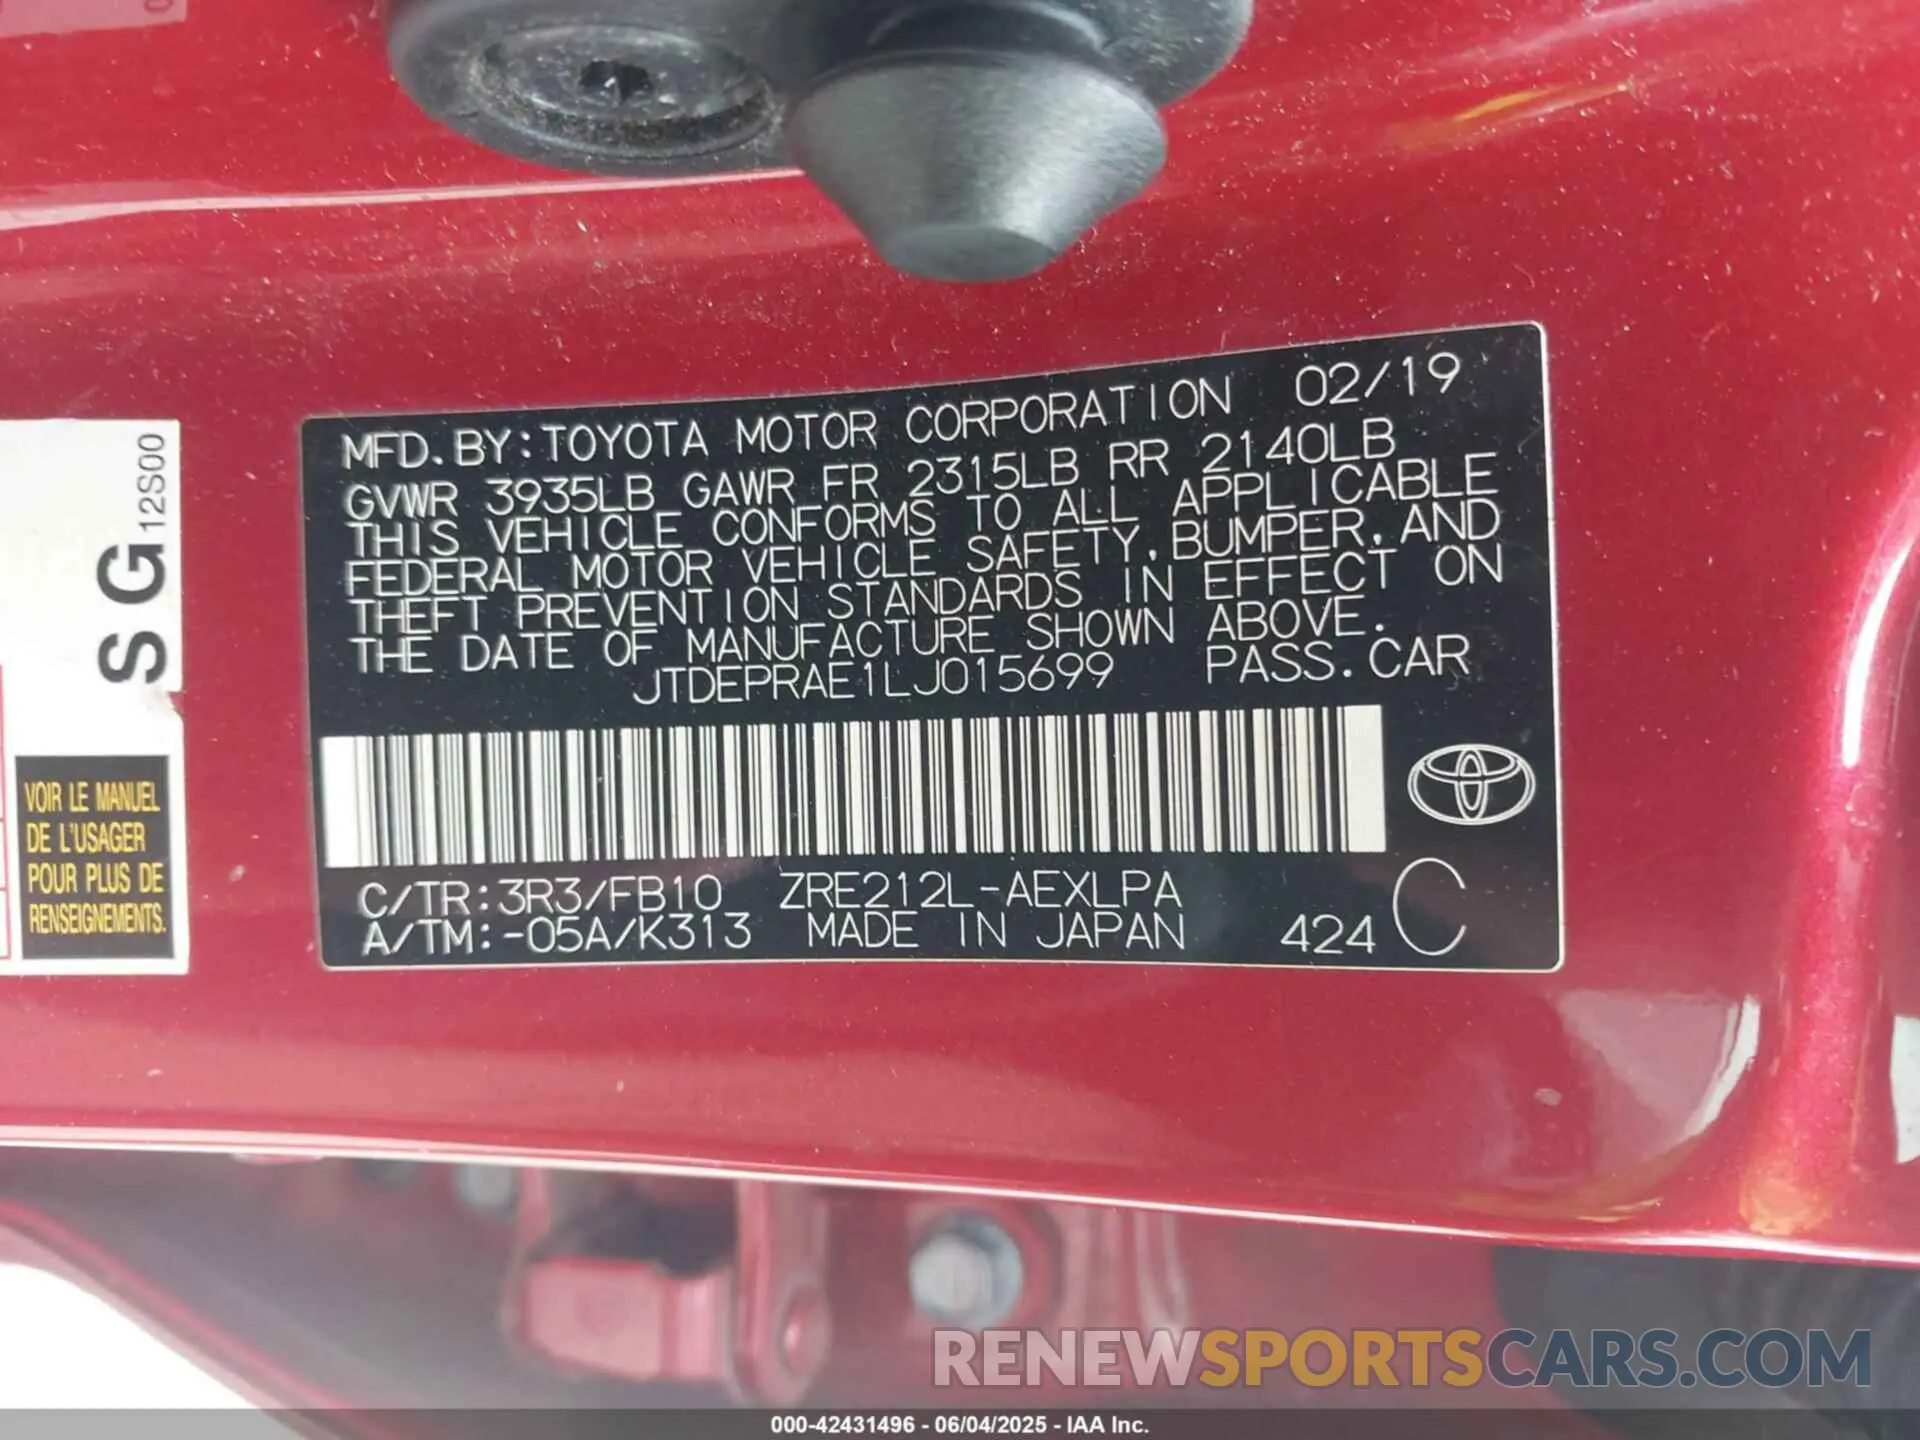 MFD.BY:TOYOTA MOTOR CORPORATION 02/19
GVWR 3935LB GAWR FR 2315LB RR 2140LB
THIS VEHICLE CONFORMS TO ALL APPLICABLE
FEDERAL MOTOR VEHICLE SAFETY,BUMPER,AND
THEFT PREVENTION STANDARDS IN EFFECT ON
THE DATE OF MANUFACTURE SHOWN ABOVE.
JTDEPRAE1LJ015699 PASS.CAR
C/TR:3R3/FB10 ZRE212L-AEXLPA
A/TM:-05A/K313 MADE IN JAPAN 424 C
SG 12S00
VOIR LE MANUEL
DE L'USAGER
POUR PLUS DE
RENSEIGNEMENTS.
RENEWSPORTSCARS.COM
000-42431496 - 06/04/2025 - IAA Inc.